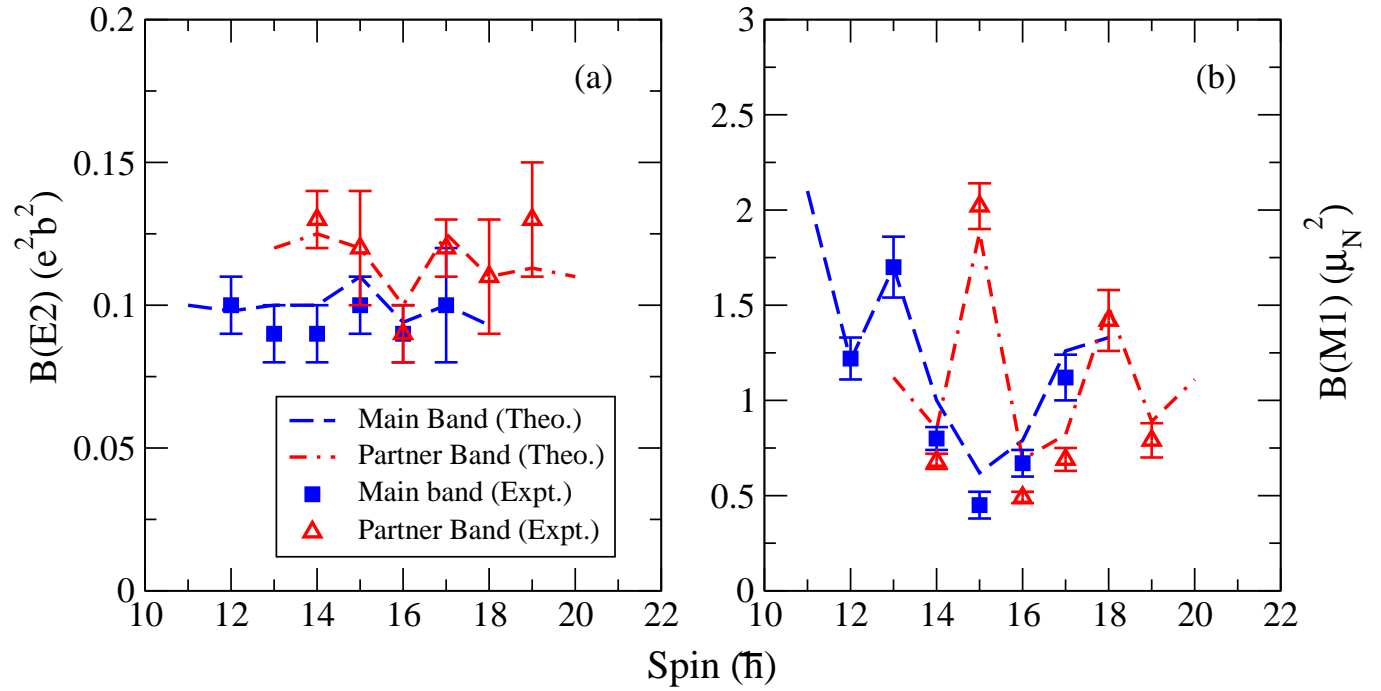 0.2
0.15
0.1
0.05
0
B(E2) (e²b²)
(a)
Main Band (Theo.)
Partner Band (Theo.)
Main band (Expt.)
Partner Band (Expt.)
10 12 14 16 18 20 22
3
2.5
2
1.5
1
0.5
0
(b)
B(M1) (μ_N²)
10 12 14 16 18 20 22
Spin (ħ)